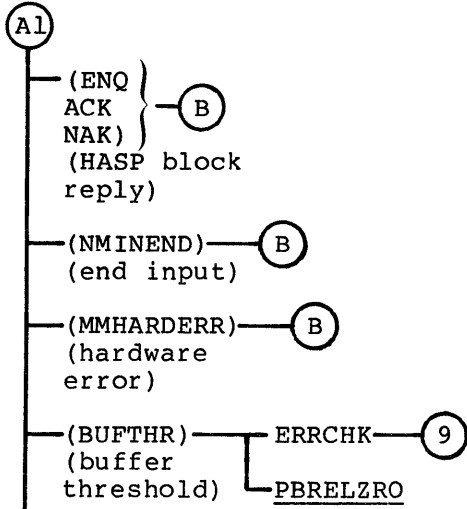 A1
(ENQ
ACK
NAK)
B
(HASP block
reply)
(NMINEND)
B
(end input)
(MMHARDERR)
B
(hardware
error)
(BUFTHR)
ERRCHK
9
(buffer
threshold)
PBRELZRO